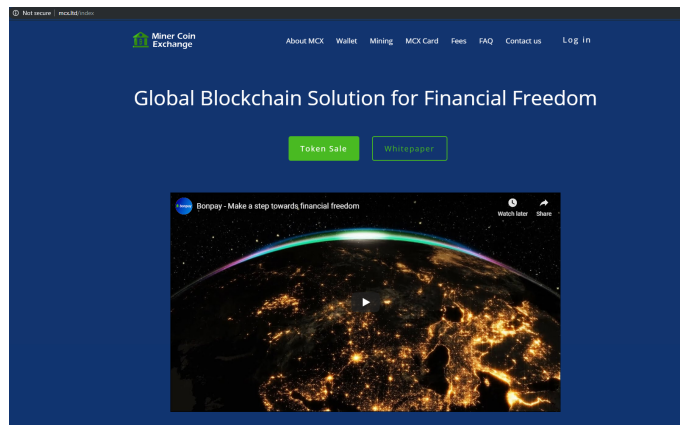 Not secure | mcx.ltd/index
Miner Coin
Exchange
About MCX Wallet Mining MCX Card Fees FAQ Contact us Log in
Global Blockchain Solution for Financial Freedom
Token Sale Whitepaper
Bonpay - Make a step towards financial freedom
Watch later Share